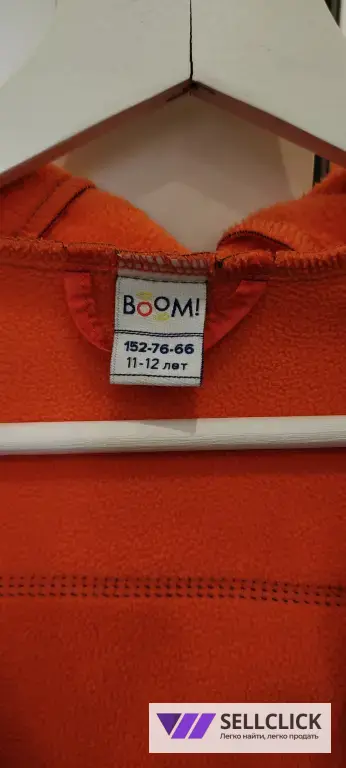 BOOM!
152-76-66
11-12 лет
SELLCLICK
Легко найти, легко продать